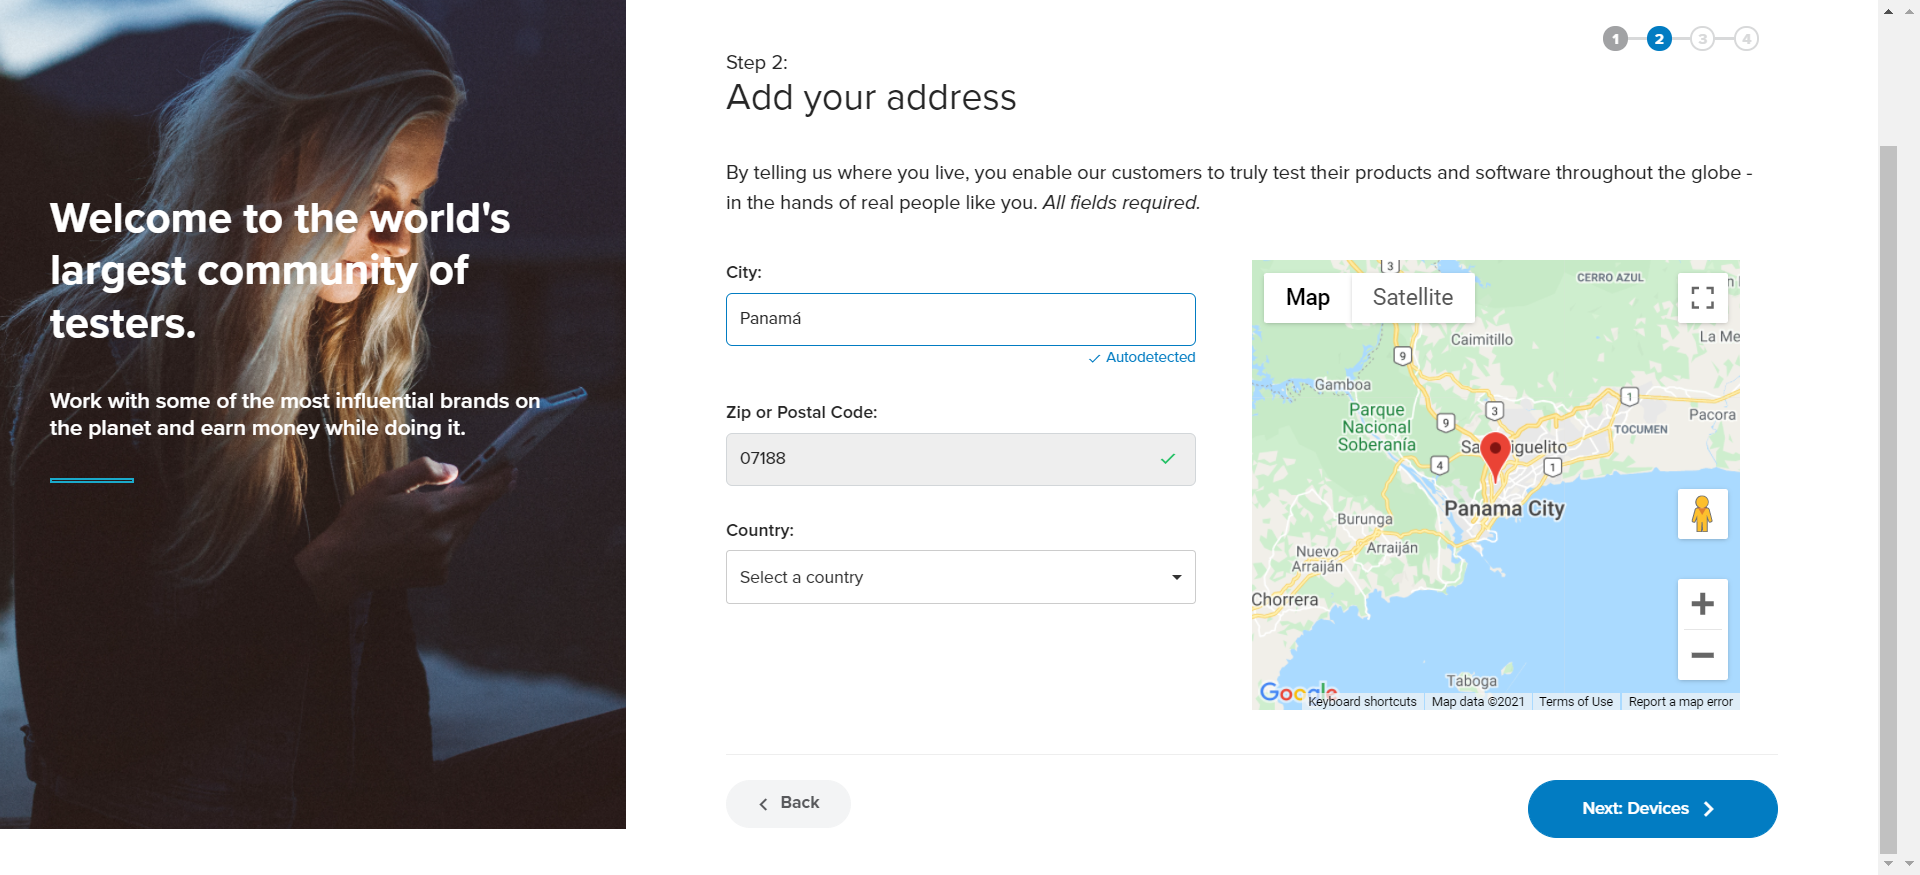 Welcome to the world's
largest community of
testers.
Work with some of the most influential brands on
the planet and earn money while doing it.
1 2 3 4
Step 2:
Add your address
By telling us where you live, you enable our customers to truly test their products and software throughout the globe -
in the hands of real people like you. All fields required.
City:
Panamá
Autodetected
Zip or Postal Code:
07188
Country:
Select a country
Map Satellite
3
CERRO AZUL
Caimitillo
La Me
9
Gamboa
1
Parque
Nacional
Soberanía
3
9
Pacora
TOCUMEN
4
1
Panama City
Burunga
Arraiján
Nuevo
Arraiján
Chorrera
Taboga
Google
Keyboard shortcuts
Map data ©2021
Terms of Use
Report a map error
Back
Next: Devices